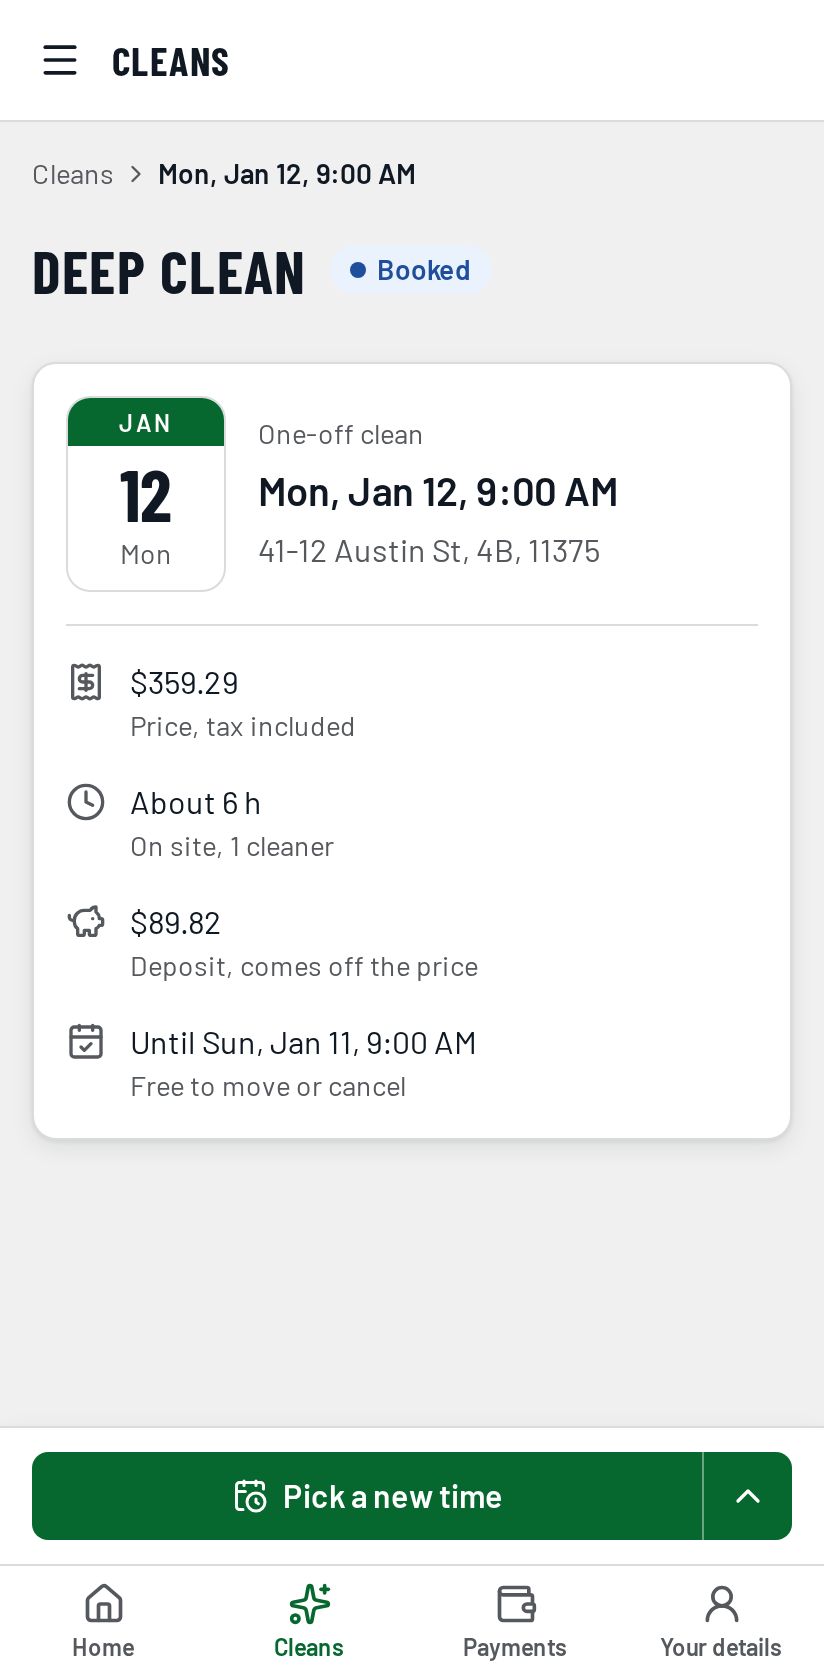 CLEANS
Cleans > Mon, Jan 12, 9:00 AM
DEEP CLEAN
Booked
JAN
12
Mon
One-off clean
Mon, Jan 12, 9:00 AM
41-12 Austin St, 4B, 11375
$359.29
Price, tax included
About 6 h
On site, 1 cleaner
$89.82
Deposit, comes off the price
Until Sun, Jan 11, 9:00 AM
Free to move or cancel
Pick a new time
Home
Cleans
Payments
Your details